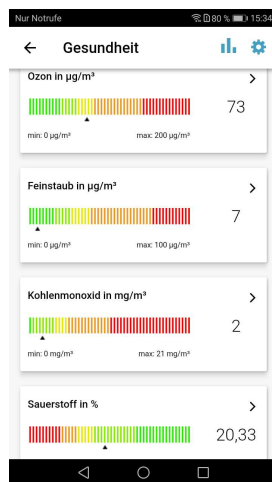 Nur Notrufe 80 % 15:34
Gesundheit
Ozon in µg/m³
73
min: 0 µg/m³ max: 200 µg/m³
Feinstaub in µg/m³
7
min: 0 µg/m³ max: 100 µg/m³
Kohlenmonoxid in mg/m³
2
min: 0 mg/m³ max: 21 mg/m³
Sauerstoff in %
20,33